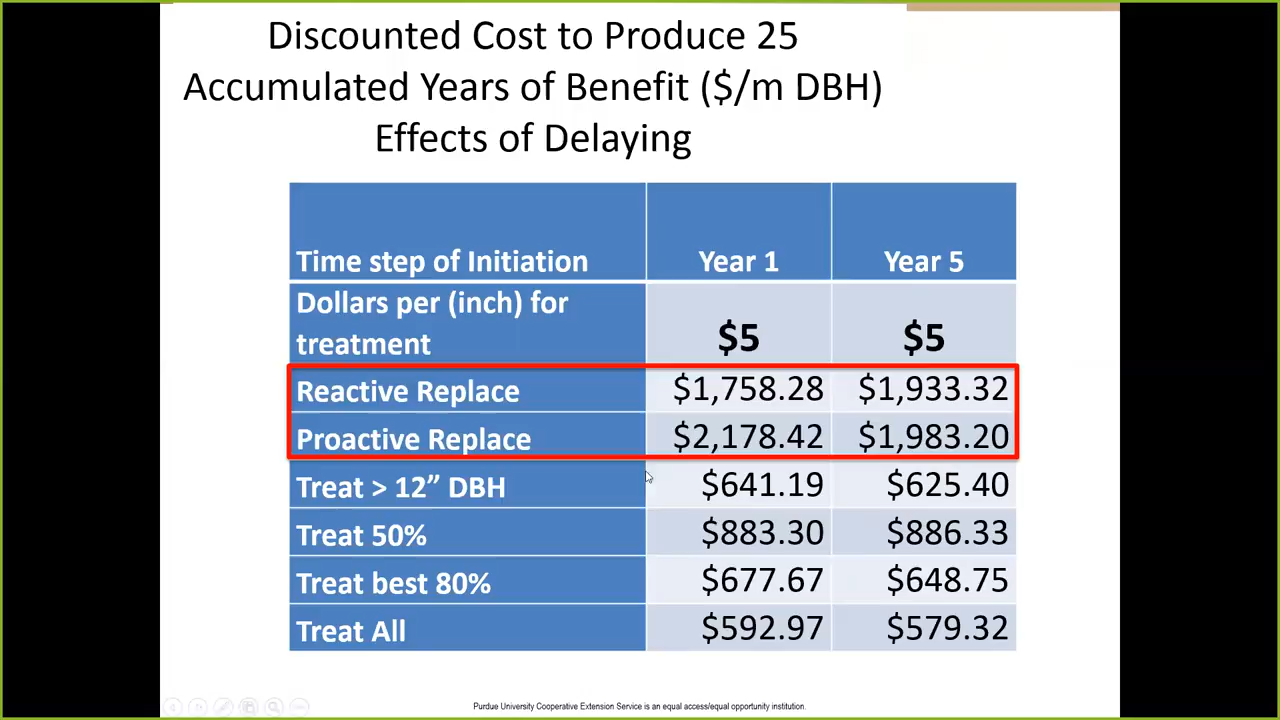 Discounted Cost to Produce 25
Accumulated Years of Benefit ($/m DBH)
Effects of Delaying
Time step of Initiation Year 1 Year 5
Dollars per (inch) for
treatment $5 $5
Reactive Replace $1,758.28 $1,933.32
Proactive Replace $2,178.42 $1,983.20
Treat > 12” DBH $641.19 $625.40
Treat 50% $883.30 $886.33
Treat best 80% $677.67 $648.75
Treat All $592.97 $579.32
Purdue University Cooperative Extension Service is an equal access/equal opportunity institution.